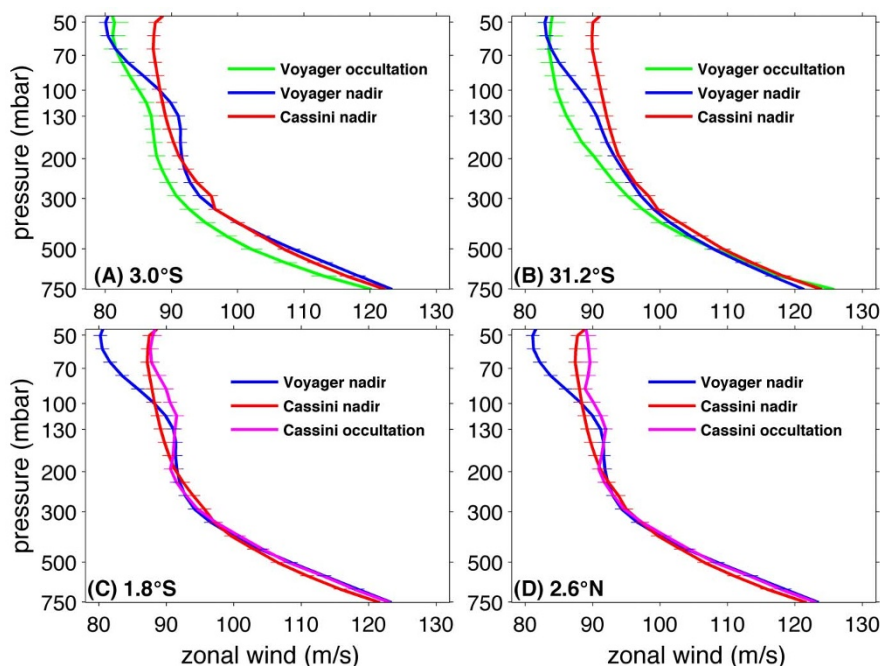 50
70
100
130
200
300
500
750
pressure (mbar)
Voyager occultation
Voyager nadir
Cassini nadir
(A) 3.0°S
80 90 100 110 120 130
50
70
100
130
200
300
500
750
Voyager occultation
Voyager nadir
Cassini nadir
(B) 31.2°S
80 90 100 110 120 130
50
70
100
130
200
300
500
750
pressure (mbar)
Voyager nadir
Cassini nadir
Cassini occultation
(C) 1.8°S
80 90 100 110 120 130
zonal wind (m/s)
50
70
100
130
200
300
500
750
Voyager nadir
Cassini nadir
Cassini occultation
(D) 2.6°N
80 90 100 110 120 130
zonal wind (m/s)